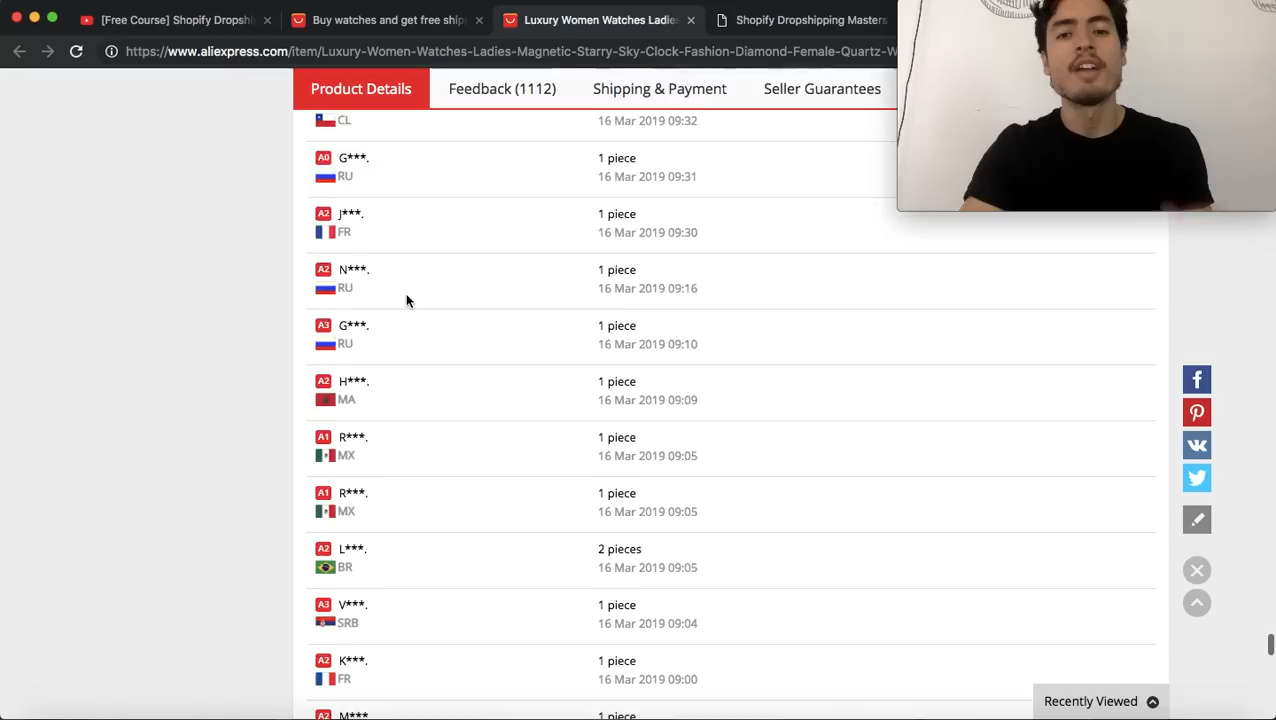 [Free Course] Shopify Dropshi
Buy watches and get free ship
Luxury Women Watches Ladie
Shopify Dropshipping Masters
https://www.aliexpress.com/item/Luxury-Women-Watches-Ladies-Magnetic-Starry-Sky-Clock-Fashion-Diamond-Female-Quartz-W
Product Details
Feedback (1112)
Shipping & Payment
Seller Guarantees
CL
16 Mar 2019 09:32
A0 G***.
1 piece
RU
16 Mar 2019 09:31
A2 J***.
1 piece
FR
16 Mar 2019 09:30
A2 N***.
1 piece
RU
16 Mar 2019 09:16
A3 G***.
1 piece
RU
16 Mar 2019 09:10
A2 H***.
1 piece
MA
16 Mar 2019 09:09
A1 R***.
1 piece
MX
16 Mar 2019 09:05
A1 R***.
1 piece
MX
16 Mar 2019 09:05
A2 L***.
2 pieces
BR
16 Mar 2019 09:05
A3 V***.
1 piece
SRB
16 Mar 2019 09:04
A2 K***.
1 piece
FR
16 Mar 2019 09:00
A2 M***
1 piece
Recently Viewed